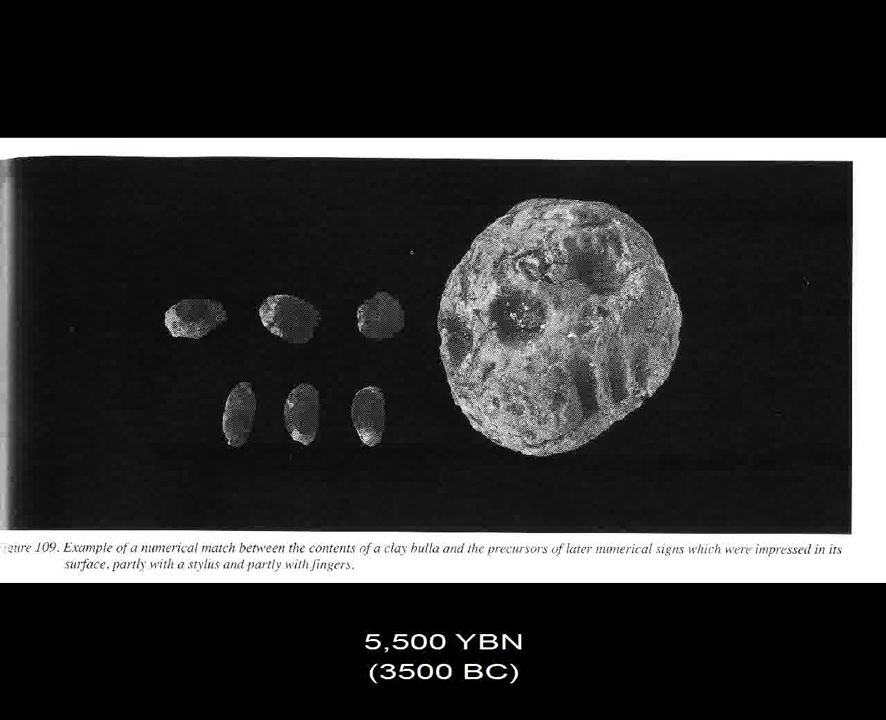 Figure 109. Example of a numerical match between the contents of a clay bulla and the precursors of later numerical signs which were impressed in its
surface, partly with a stylus and partly with fingers.
5,500 YBN
(3500 BC)